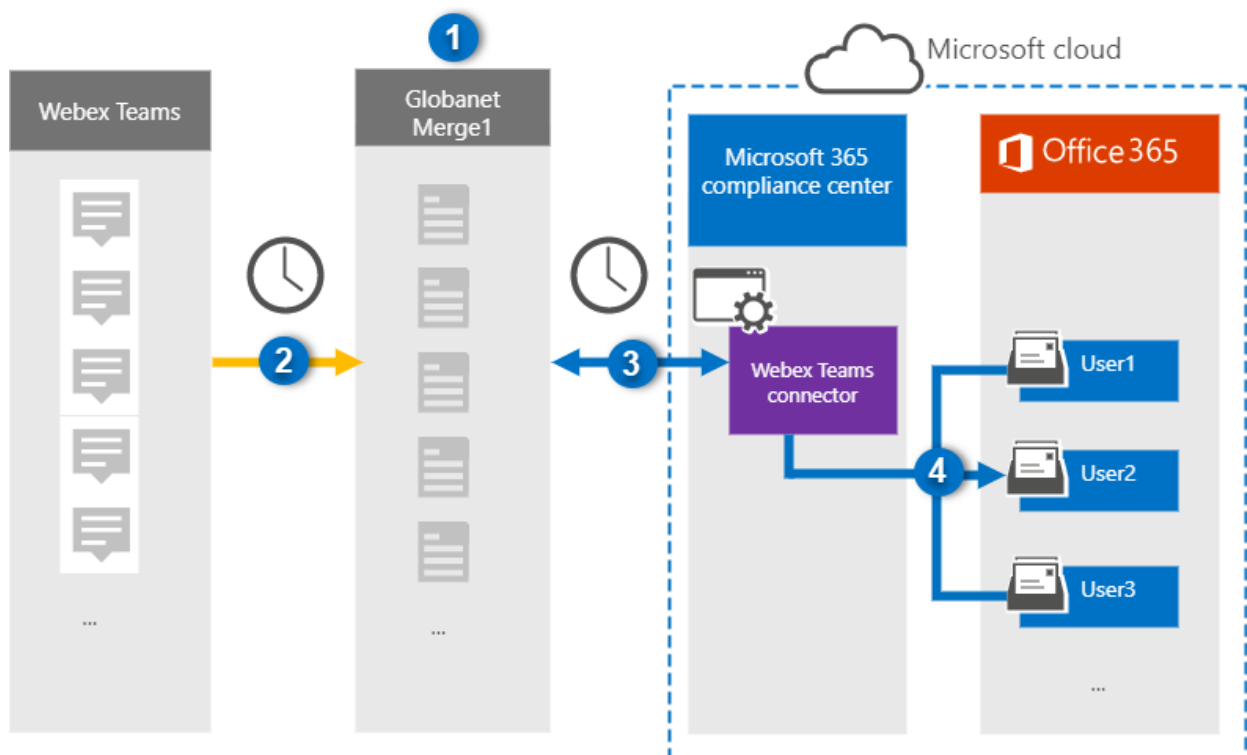 1
Microsoft cloud
Webex Teams
Globanet
Merge1
Microsoft 365
compliance center
Office 365
2
3
Webex Teams
connector
4
User1
User2
User3
...
...
...